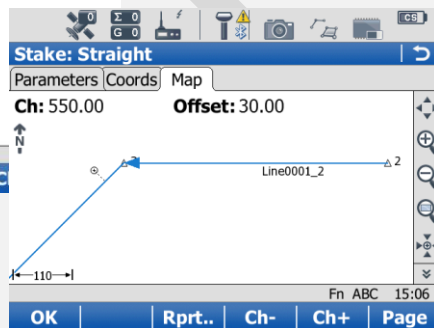 0 Σ 0
G 0
CS
Stake: Straight
Parameters Coords Map
Ch: 550.00 Offset: 30.00
N
2
Line0001_2
110
Fn ABC 15:06
OK Rprt.. Ch- Ch+ Page